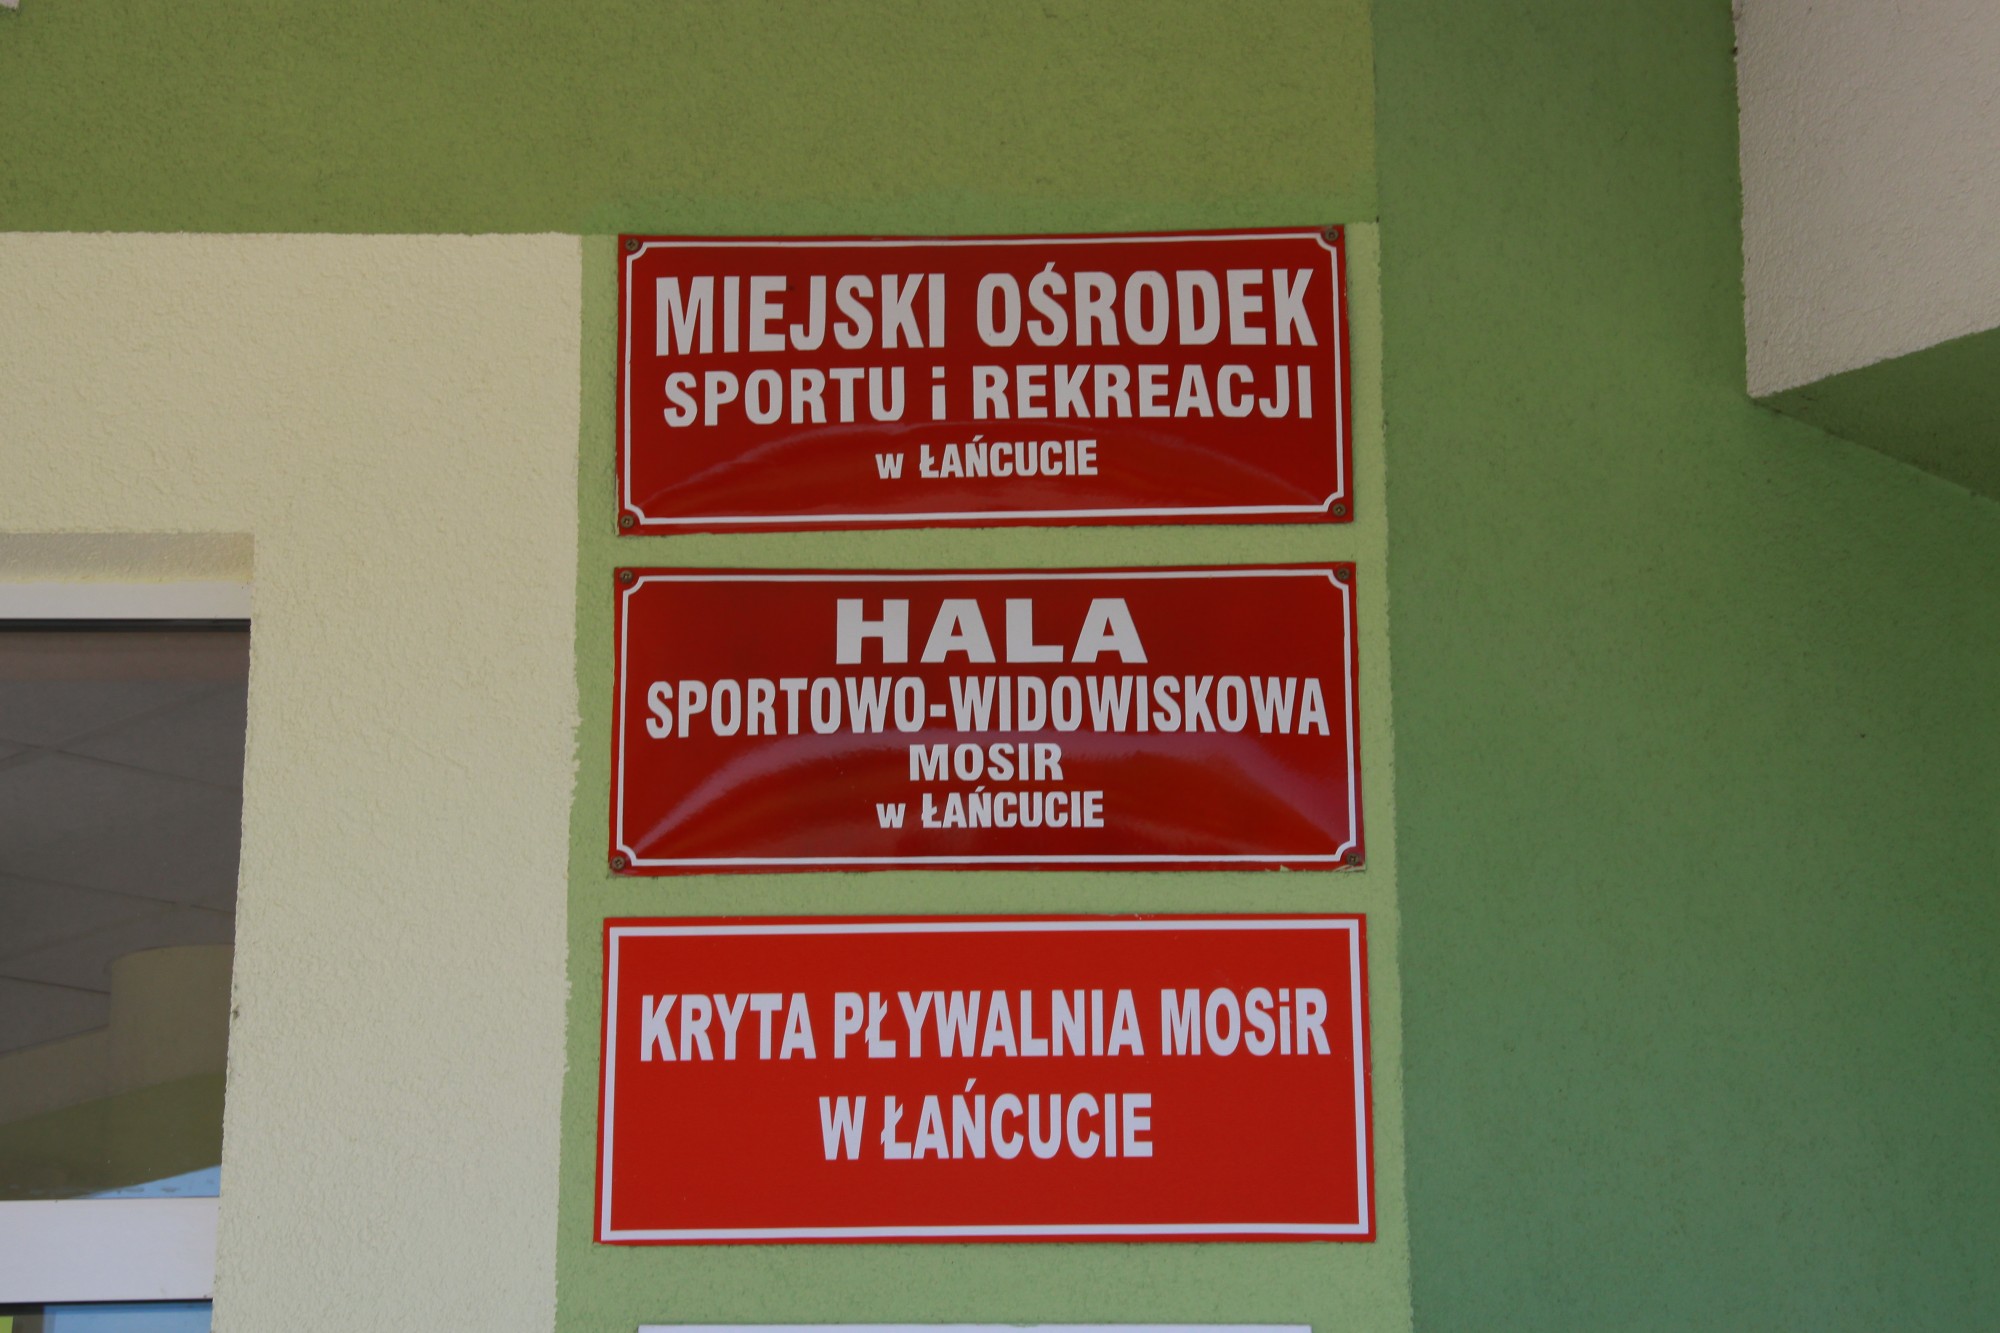 MIEJSKI OŚRODEK
SPORTU i REKREACJI
w ŁAŃCUCIE
HALA
SPORTOWO-WIDOWISKOWA
MOSIR
w ŁAŃCUCIE
KRYTA PŁYWALNIA MOSiR
W ŁAŃCUCIE